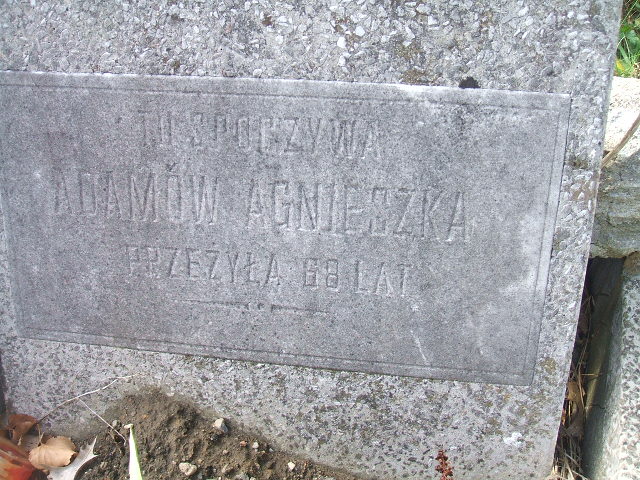 TU SPOCZYWA
ADAMÓW AGNIESZKA
PRZEŻYŁA 68 LAT